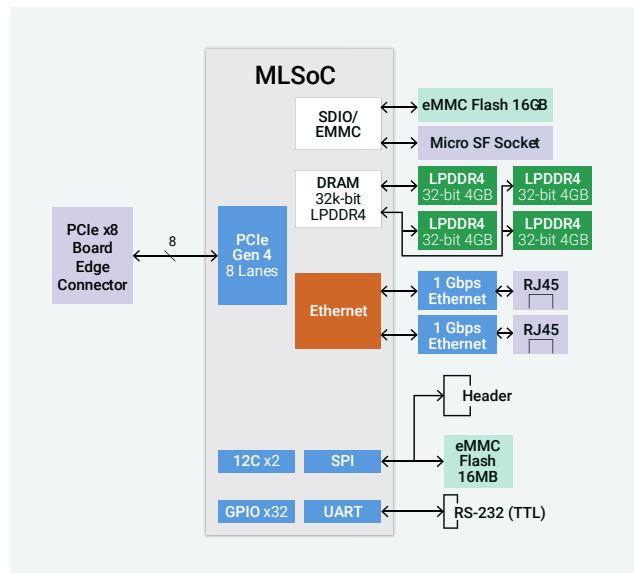 MLSoC
SDIO/
EMMC
eMMC Flash 16GB
Micro SF Socket
DRAM
32k-bit
LPDDR4
LPDDR4
32-bit 4GB
LPDDR4
32-bit 4GB
LPDDR4
32-bit 4GB
LPDDR4
32-bit 4GB
PCIe x8
Board
Edge
Connector
8
PCIe
Gen 4
8 Lanes
Ethernet
1 Gbps
Ethernet
RJ45
1 Gbps
Ethernet
RJ45
Header
12C x2
SPI
eMMC
Flash
16MB
GPIO x32
UART
RS-232 (TTL)